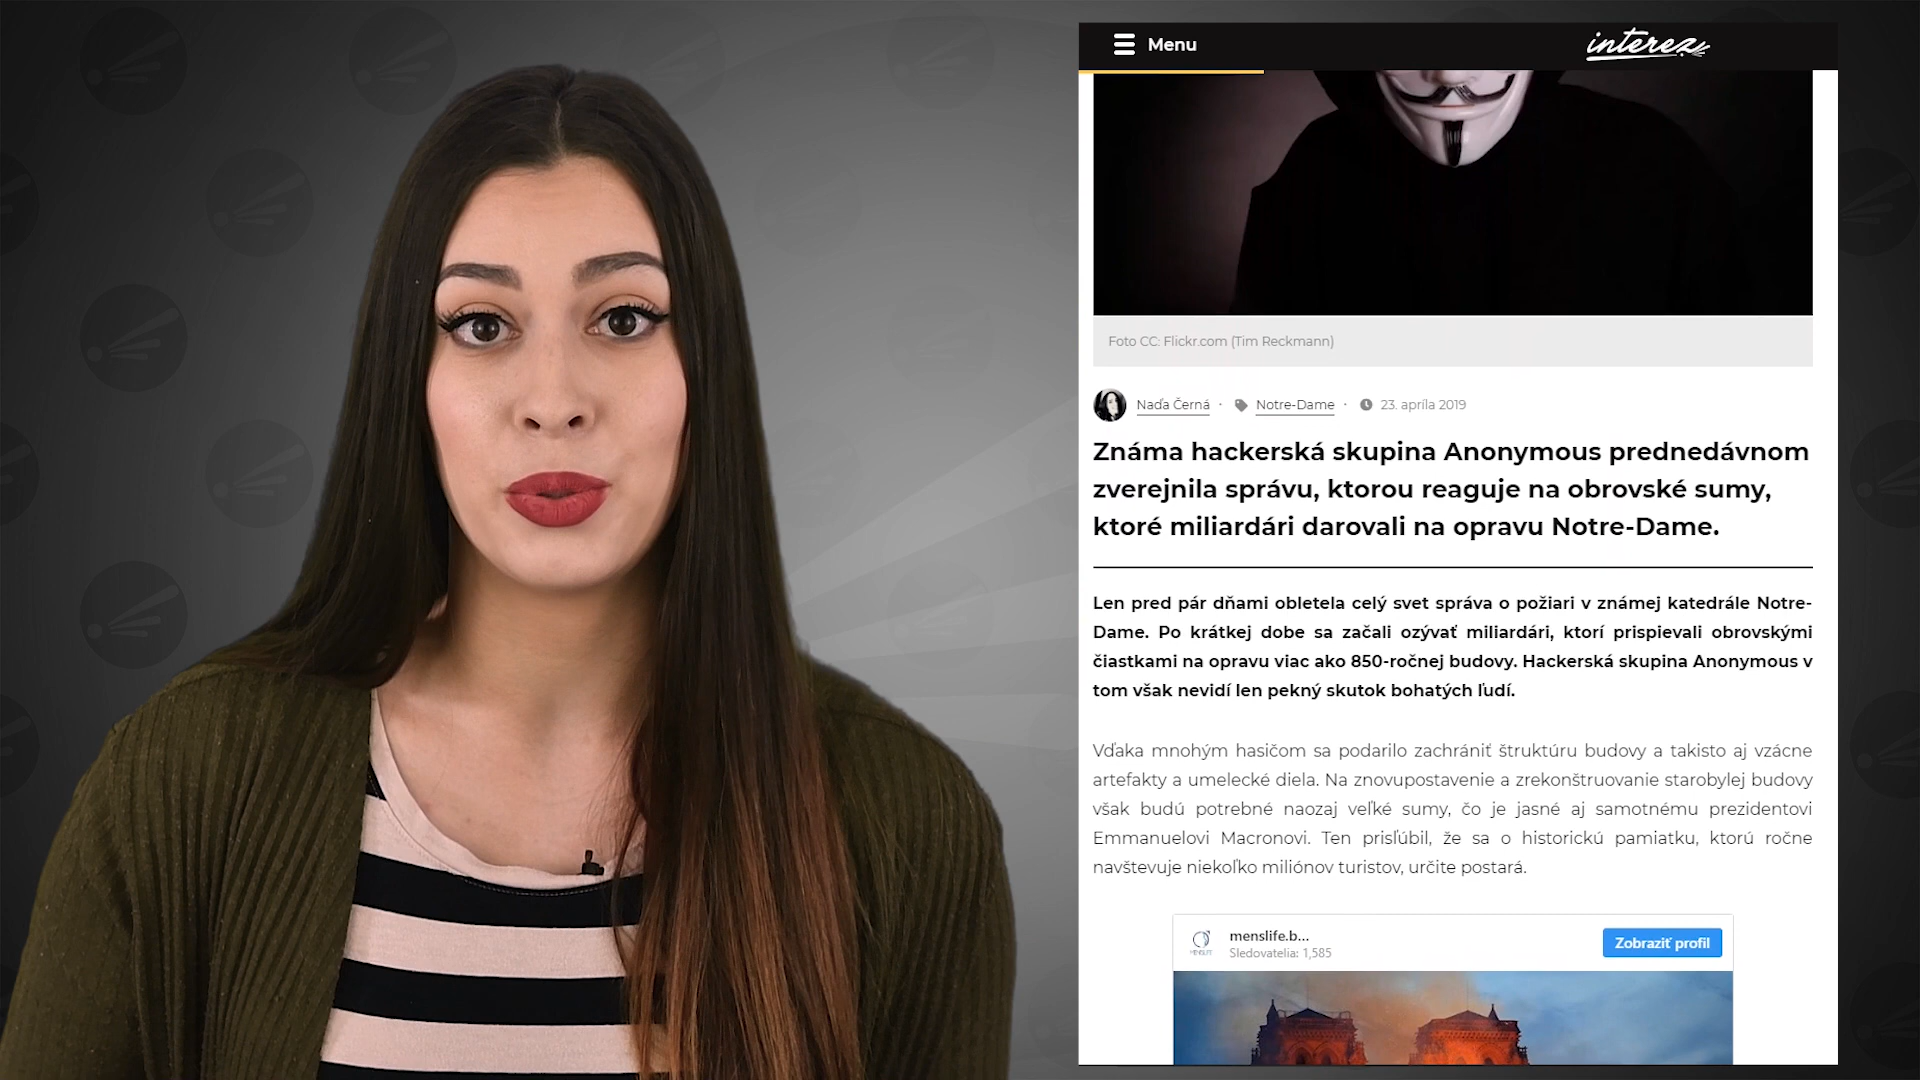 Menu
interez
Foto CC: Flickr.com (Tim Reckmann)
Naďa Černá · Notre-Dame · 23. apríla 2019
Známa hackerská skupina Anonymous prednedávnom
zverejnila správu, ktorou reaguje na obrovské sumy,
ktoré miliardári darovali na opravu Notre-Dame.
Len pred pár dňami obletela celý svet správa o požiari v známej katedrále Notre-
Dame. Po krátkej dobe sa začali ozývať miliardári, ktorí prispievali obrovskými
čiastkami na opravu viac ako 850-ročnej budovy. Hackerská skupina Anonymous v
tom však nevidí len pekný skutok bohatých ľudí.
Vďaka mnohým hasičom sa podarilo zachrániť štruktúru budovy a takisto aj vzácne
artefakty a umelecké diela. Na znovupostavenie a zrekonštruovanie starobylej budovy
však budú potrebné naozaj veľké sumy, čo je jasné aj samotnému prezidentovi
Emmanuelovi Macronovi. Ten prisľúbil, že sa o historickú pamiatku, ktorú ročne
navštevuje niekoľko miliónov turistov, určite postará.
menslife.b...
Sledovatelia: 1,585
Zobraziť profil